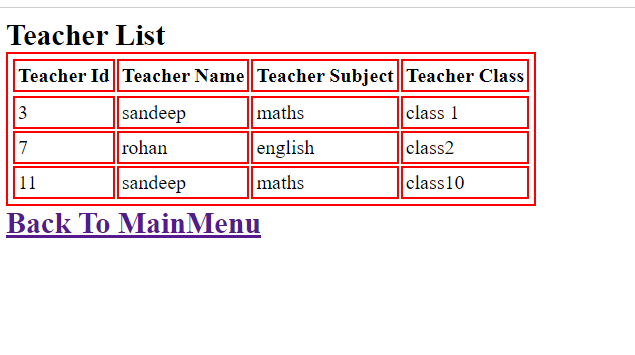 Teacher List
Teacher Id Teacher Name Teacher Subject Teacher Class
3 sandeep maths class 1
7 rohan english class2
11 sandeep maths class10
Back To MainMenu